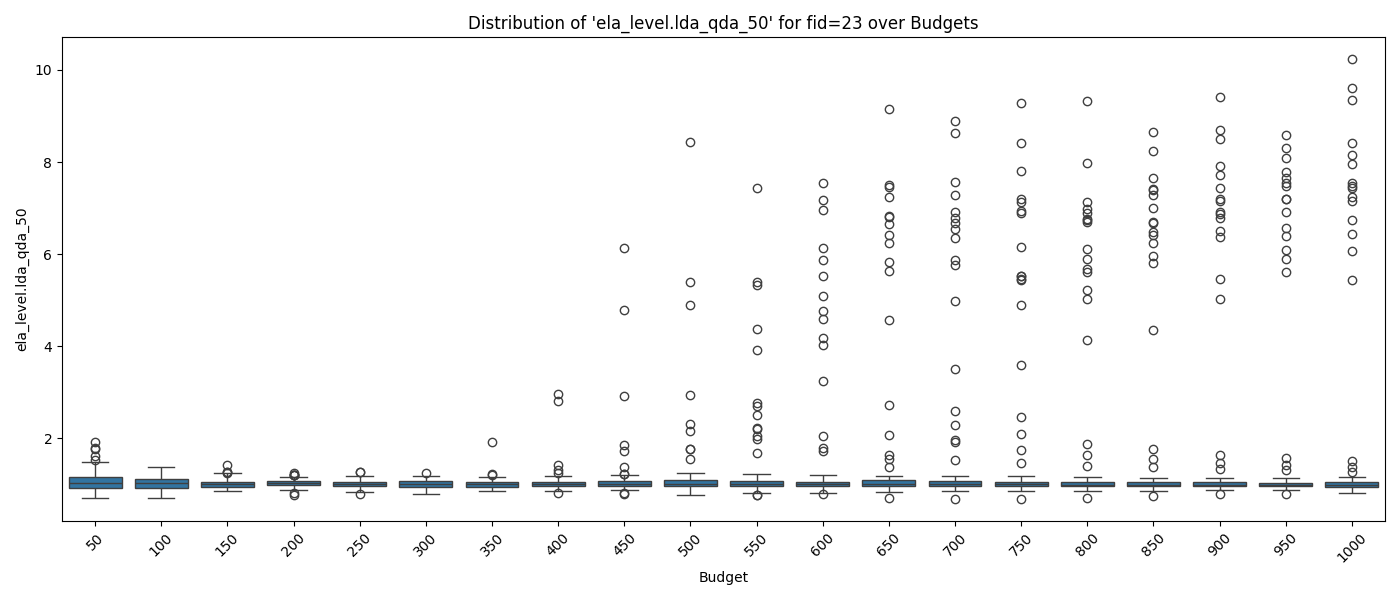 Distribution of 'ela_level.lda_qda_50' for fid=23 over Budgets
ela_level.lda_qda_50
10
8
6
4
2
50 100 150 200 250 300 350 400 450 500 550 600 650 700 750 800 850 900 950 1000
Budget